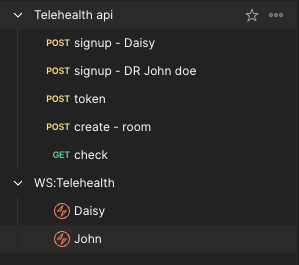 Telehealth api
POST signup - Daisy
POST signup - DR John doe
POST token
POST create - room
GET check
WS:Telehealth
Daisy
John